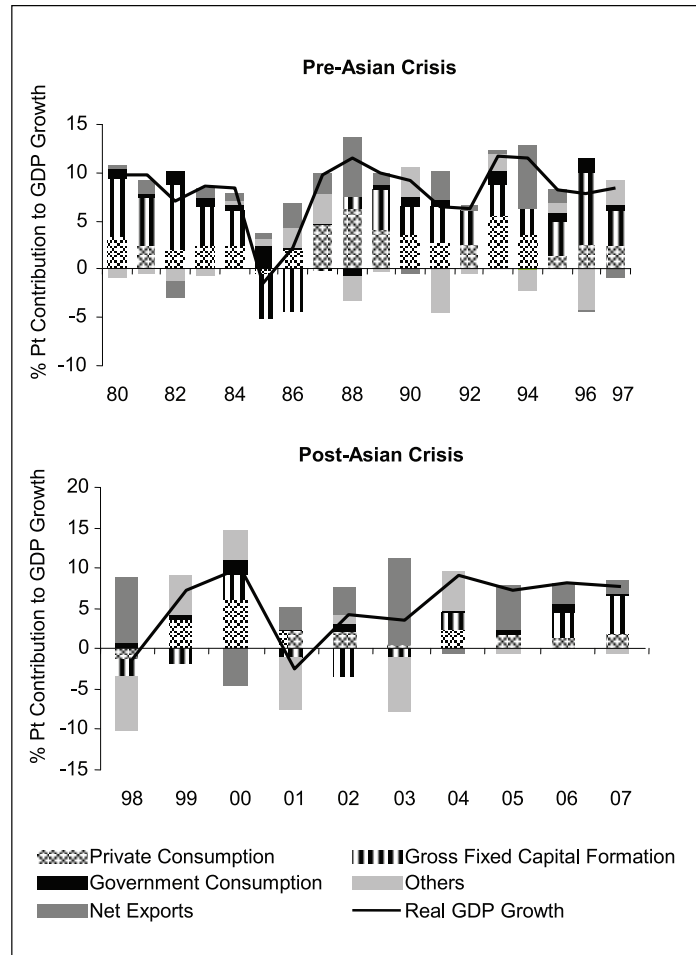 Pre-Asian Crisis
% Pt Contribution to GDP Growth
15
10
5
0
-5
-10
80 82 84 86 88 90 92 94 96 97
Post-Asian Crisis
% Pt Contribution to GDP Growth
20
15
10
5
0
-5
-10
-15
98 99 00 01 02 03 04 05 06 07
Private Consumption Gross Fixed Capital Formation
Government Consumption Others
Net Exports Real GDP Growth